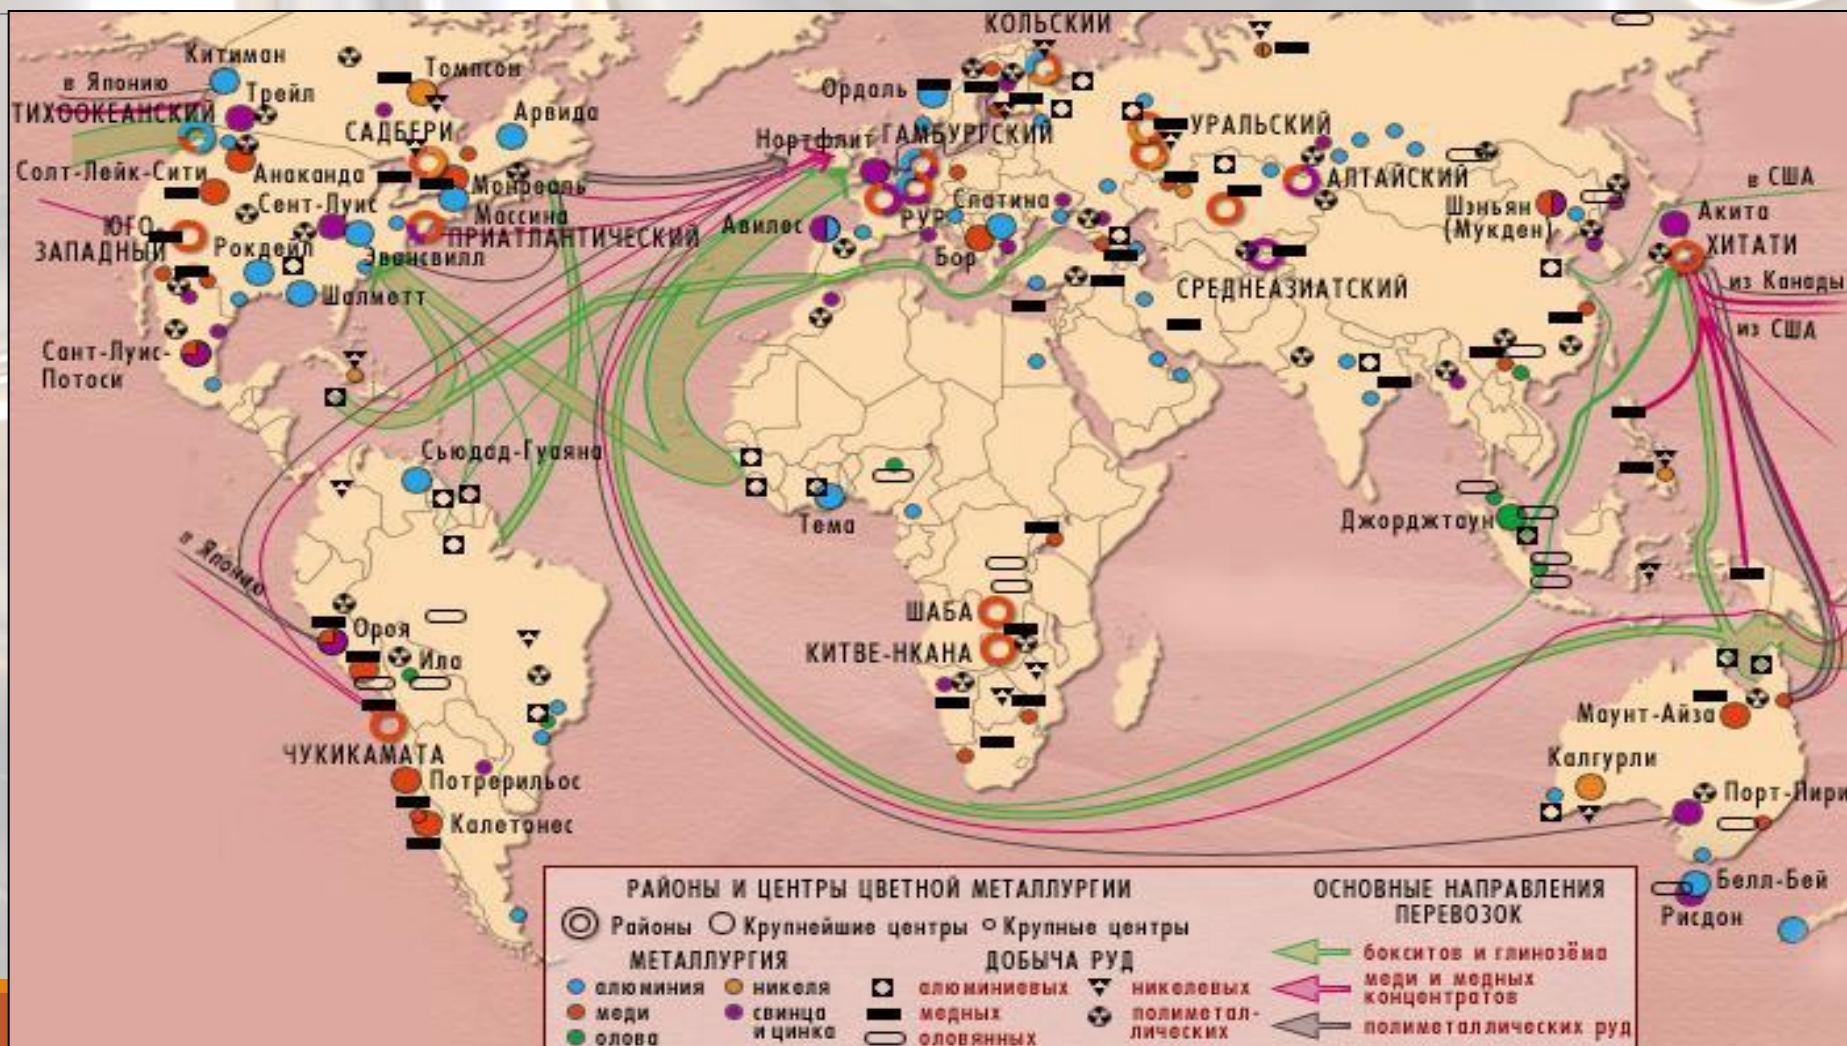 КОЛЬСКИЙ
Китиман
в Японию
Томпсон
Трейл
ТИХООКЕАНСКИЙ
Ордаль
Арвида
САДБЕРИ
Нортфлит
ГАМБУРГСКИЙ
УРАЛЬСКИЙ
Солт-Лейк-Сити
Анаканда
Монреаль
АЛТАЙСКИЙ
в США
Сент-Луис
Массина
Слатина
Шэньян
(Мукден)
Акита
ЮГО-
ЗАПАДНЫЙ
Рокдейл
ПРИАТЛАНТИЧЕСКИЙ
Авилес
РУР
Бор
ХИТАТИ
Эвенсвилл
из Канады
Шалметт
СРЕДНЕАЗИАТСКИЙ
из США
Сант-Луис-
Потоси
Сьюдад-Гуаяна
Тема
Джорджтаун
в Японию
ШАБА
Ороя
Ила
КИТВЕ-НКАНА
Маунт-Айза
ЧУКИКАМАТА
Потрерильос
Калгурли
Порт-Пири
Калетонес
Белл-Бей
Рисдон
РАЙОНЫ И ЦЕНТРЫ ЦВЕТНОЙ МЕТАЛЛУРГИИ
Районы
Крупнейшие центры
Крупные центры
МЕТАЛЛУРГИЯ
алюминия
меди
олова
никеля
свинца
и цинка
ДОБЫЧА РУД
алюминиевых
медных
оловянных
никелевых
полиметал-
лических
ОСНОВНЫЕ НАПРАВЛЕНИЯ
ПЕРЕВОЗОК
бокситов и глинозёма
меди и медных
концентратов
полиметаллических руд